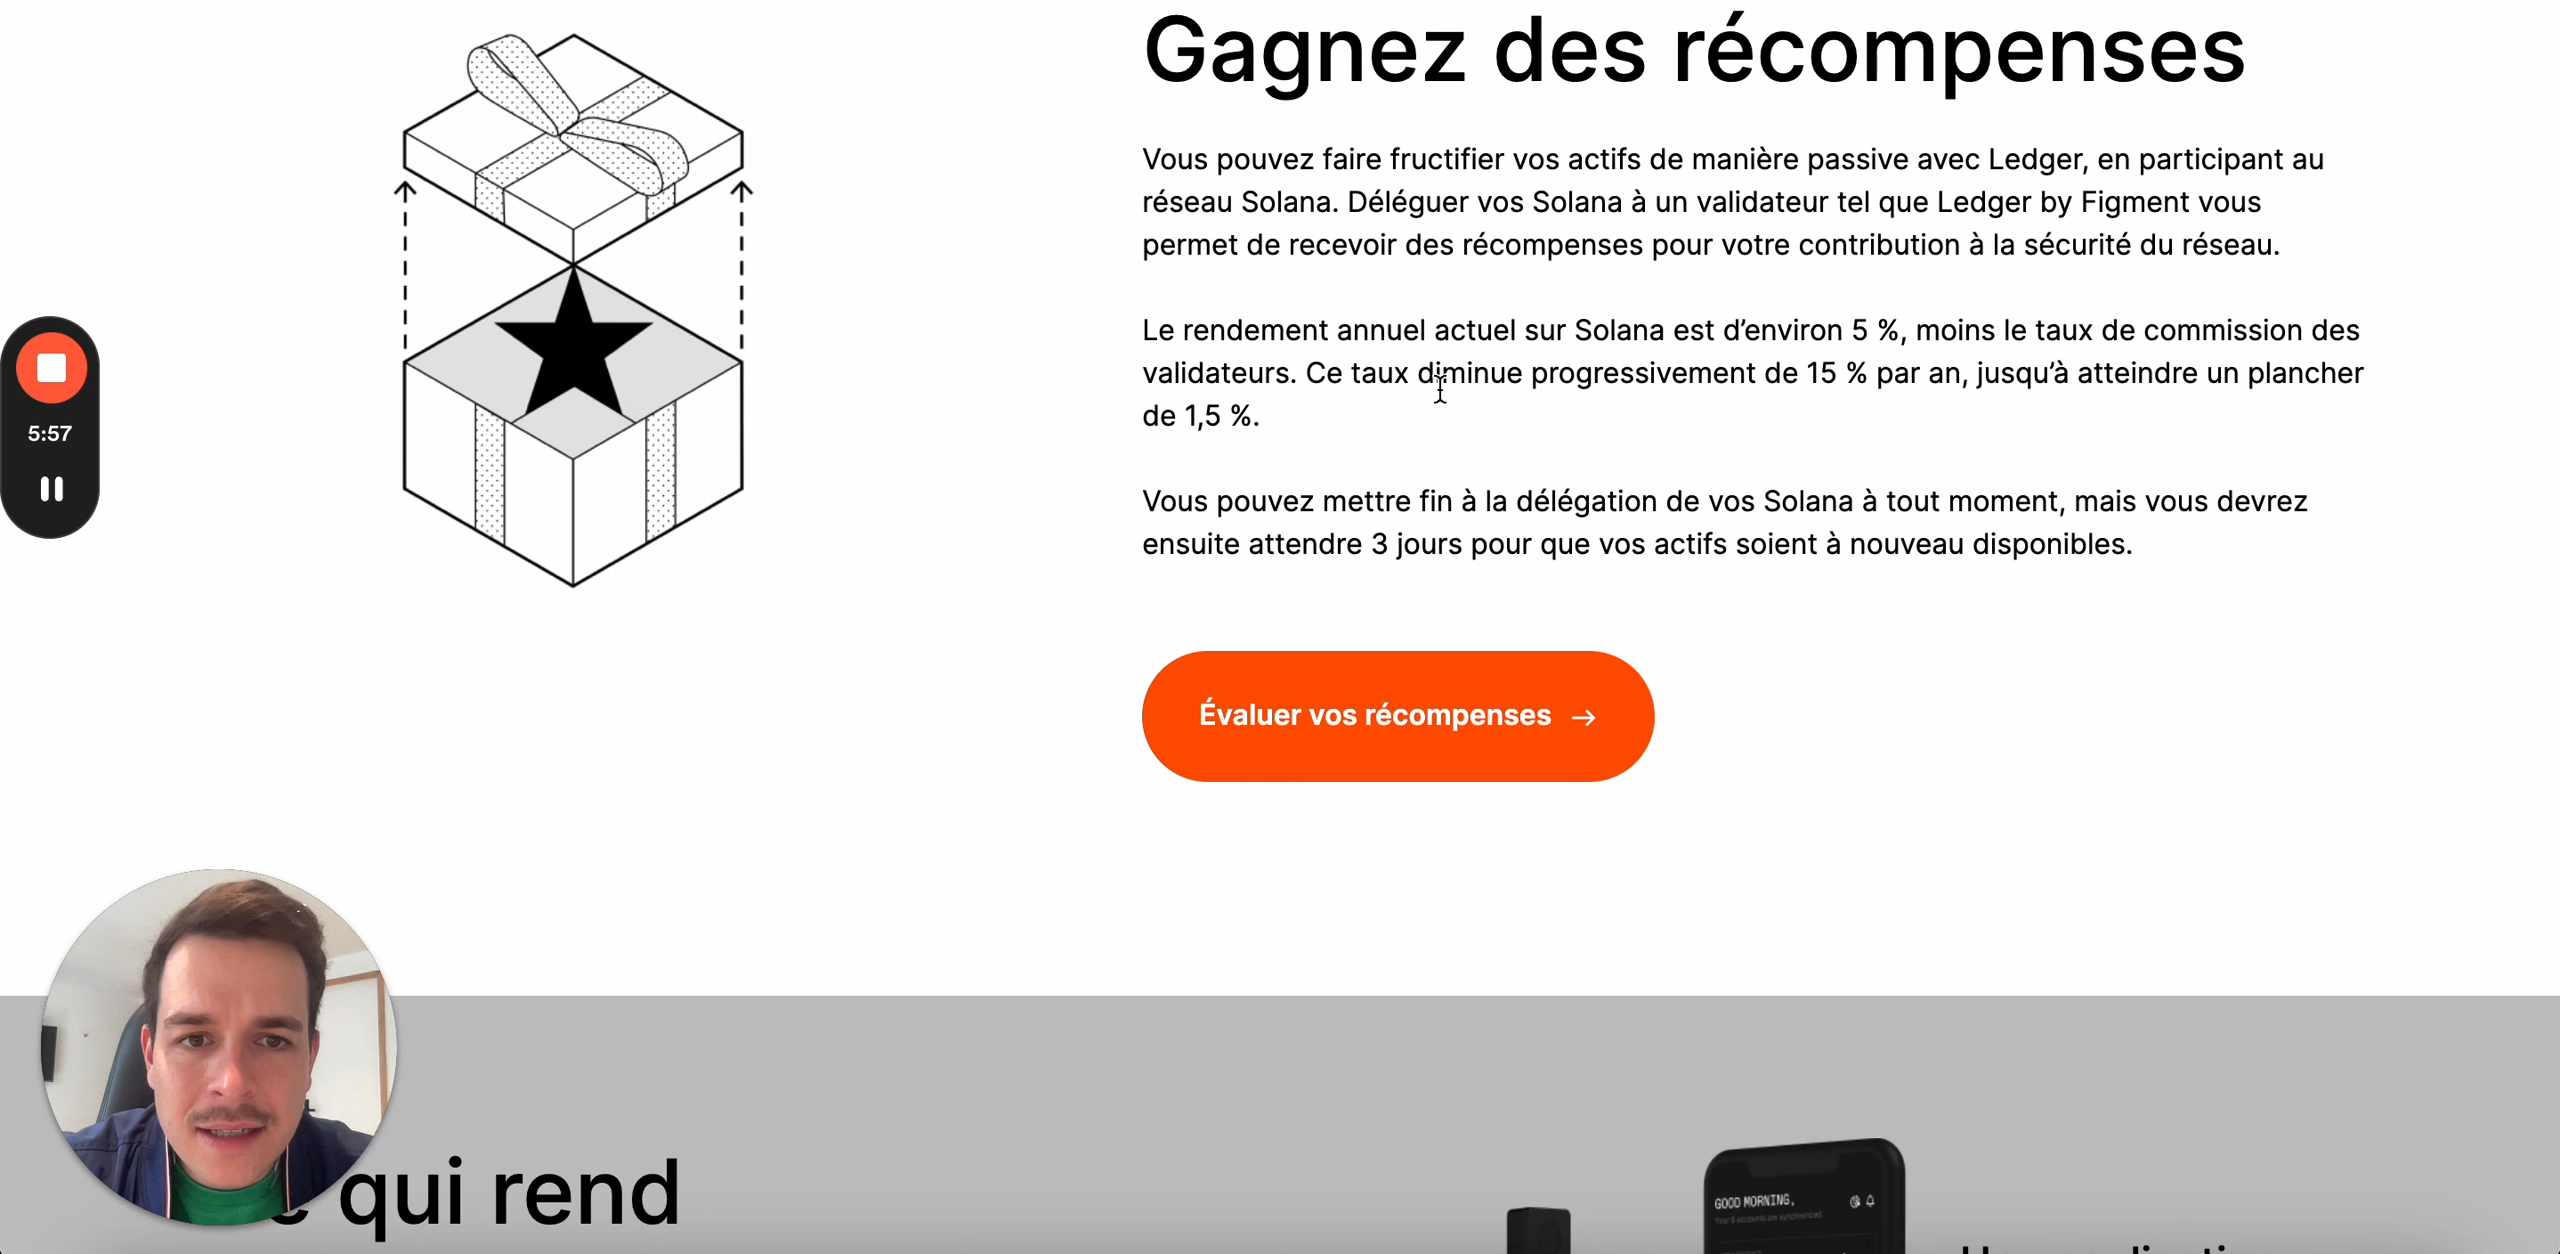 Gagnez des récompenses
Vous pouvez faire fructifier vos actifs de manière passive avec Ledger, en participant au
réseau Solana. Déléguer vos Solana à un validateur tel que Ledger by Figment vous
permet de recevoir des récompenses pour votre contribution à la sécurité du réseau.
Le rendement annuel actuel sur Solana est d’environ 5 %, moins le taux de commission des
validateurs. Ce taux diminue progressivement de 15 % par an, jusqu’à atteindre un plancher
de 1,5 %.
5:57
Vous pouvez mettre fin à la délégation de vos Solana à tout moment, mais vous devrez
ensuite attendre 3 jours pour que vos actifs soient à nouveau disponibles.
Évaluer vos récompenses →
qui rend
GOOD MORNING,
Your 8 accounts are synchronized